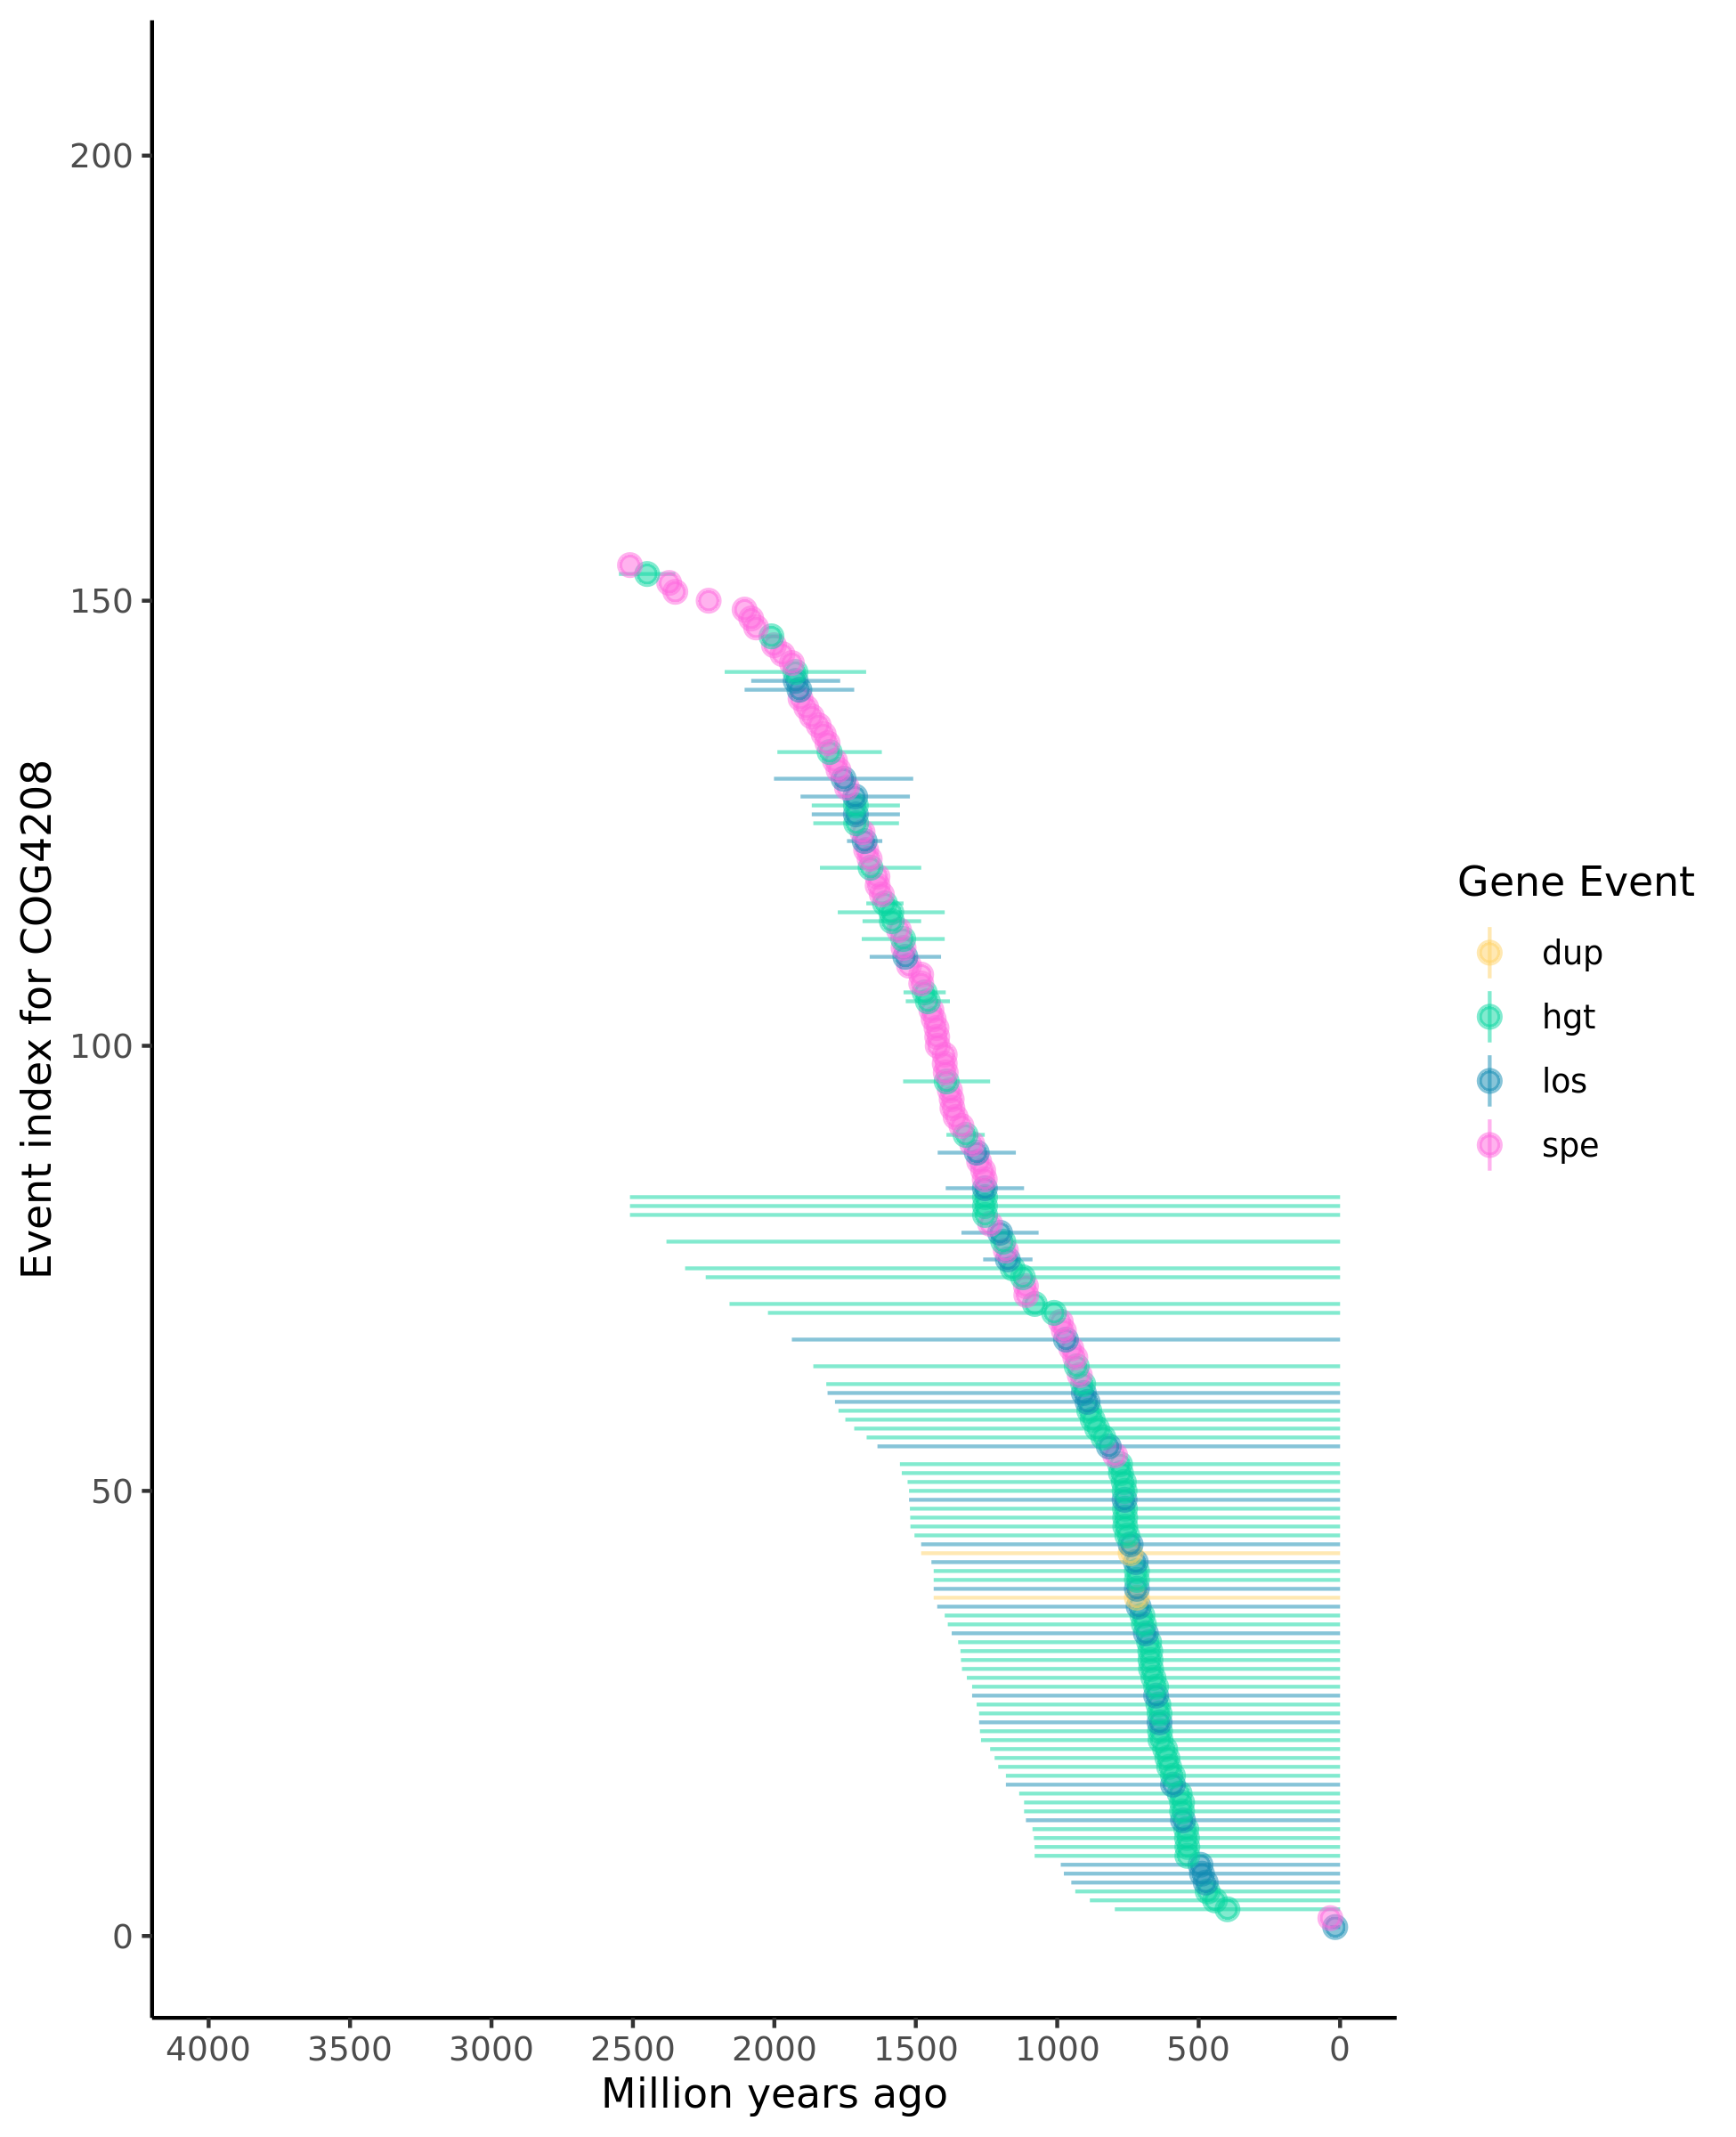 Event index for COG4208
200
150
100
50
0
4000 3500 3000 2500 2000 1500 1000 500 0
Million years ago
Gene Event
dup
hgt
los
spe